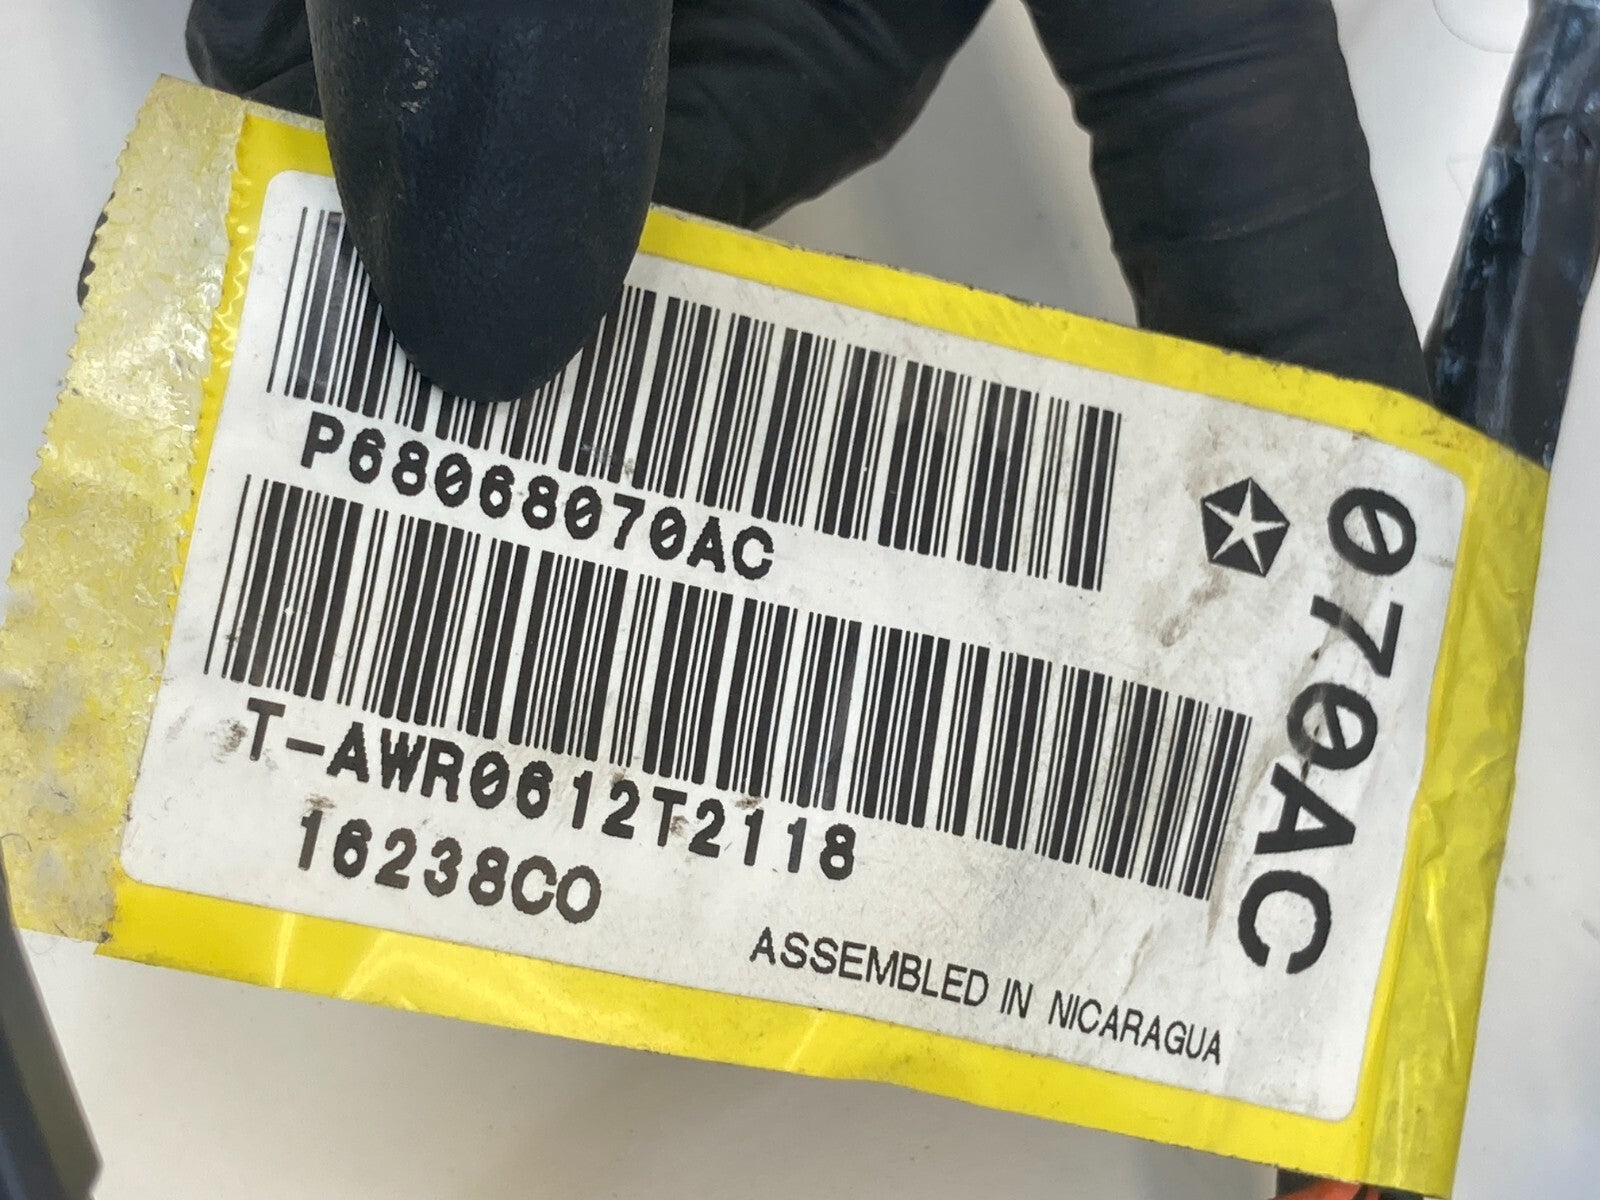 P68068070AC
T-AWR0612T2118
16238CO
ASSEMBLED IN NICARAGUA
070AC